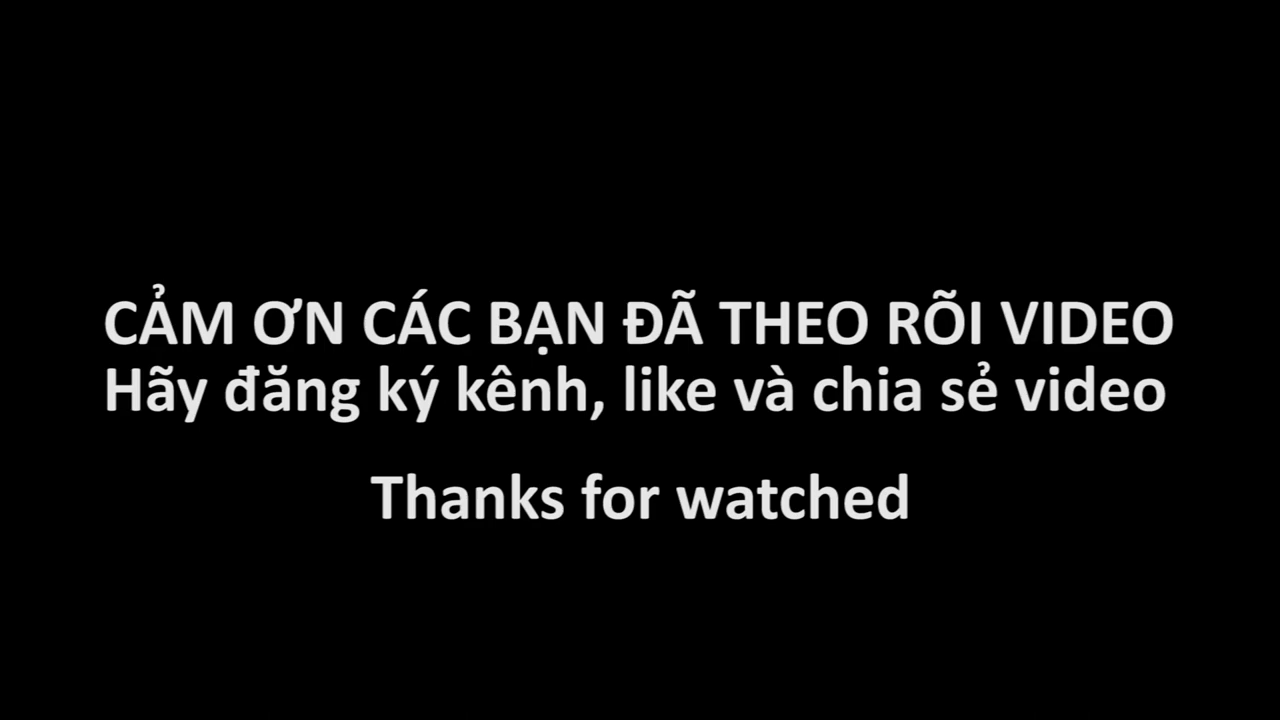 CẢM ƠN CÁC BẠN ĐÃ THEO RÕI VIDEO
Hãy đăng ký kênh, like và chia sẻ video
Thanks for watched